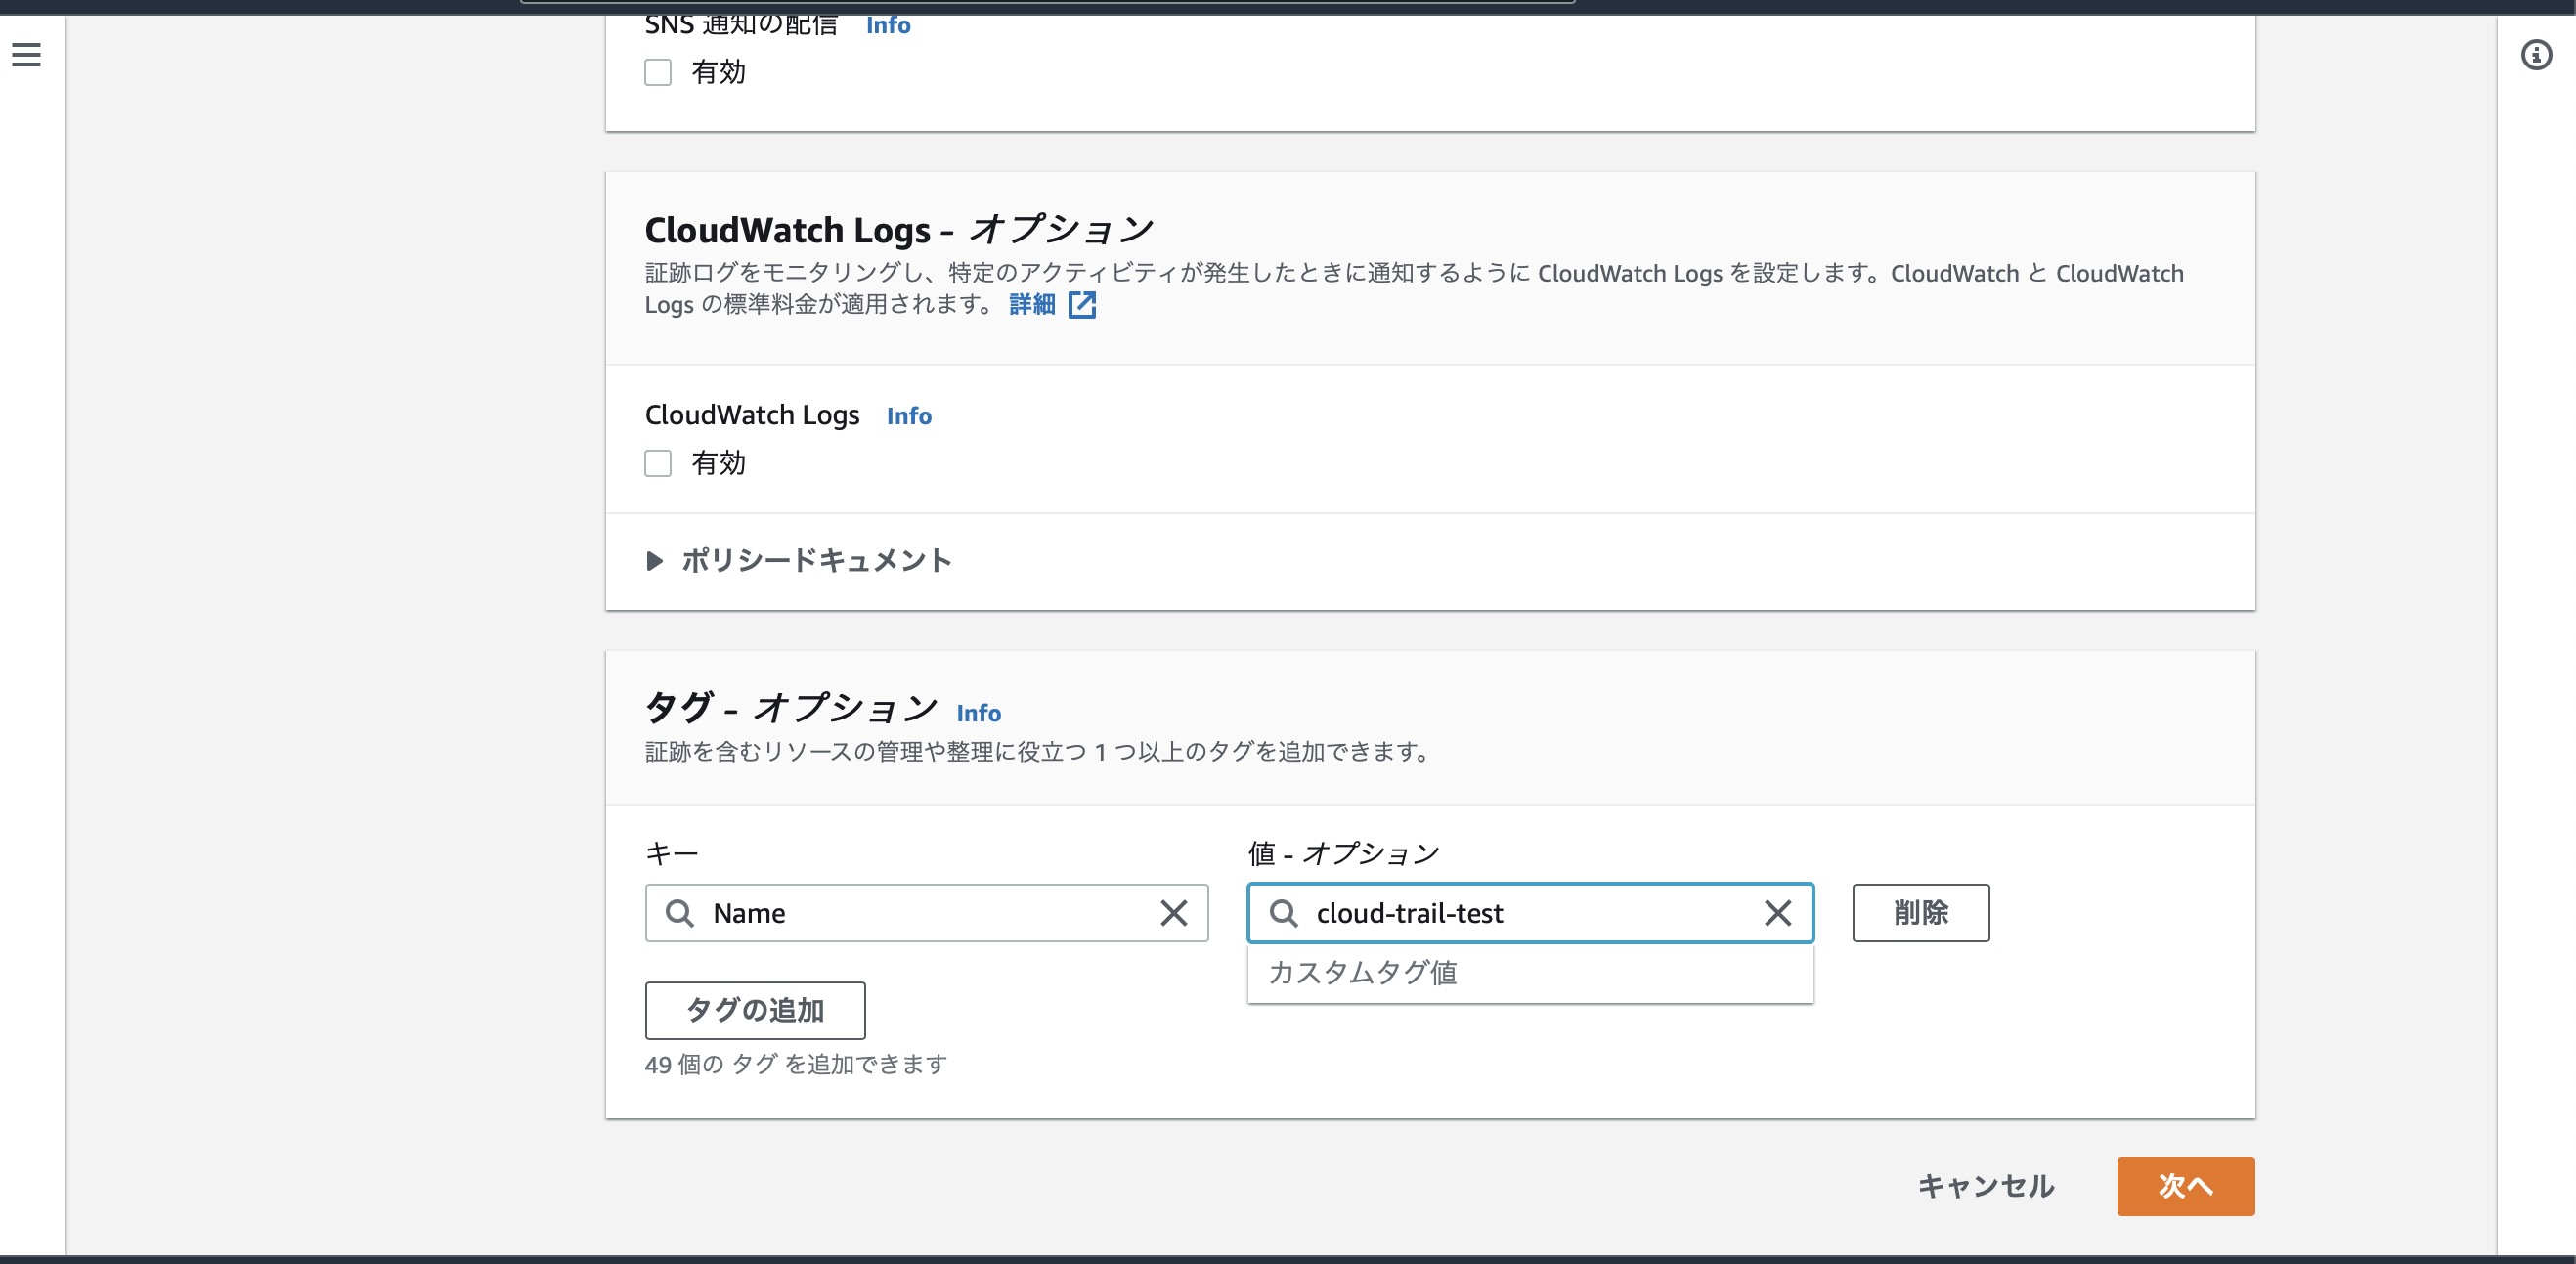 SNS 通知の配信 Info
有効
CloudWatch Logs - オプション
証跡ログをモニタリングし、特定のアクティビティが発生したときに通知するように CloudWatch Logs を設定します。CloudWatch と CloudWatch
Logs の標準料金が適用されます。 詳細
CloudWatch Logs Info
有効
ポリシードキュメント
タグ - オプション Info
証跡を含むリソースの管理や整理に役立つ 1 つ以上のタグを追加できます。
キー
値 - オプション
Name
cloud-trail-test
削除
カスタムタグ値
タグの追加
49 個の タグ を追加できます
キャンセル
次へ